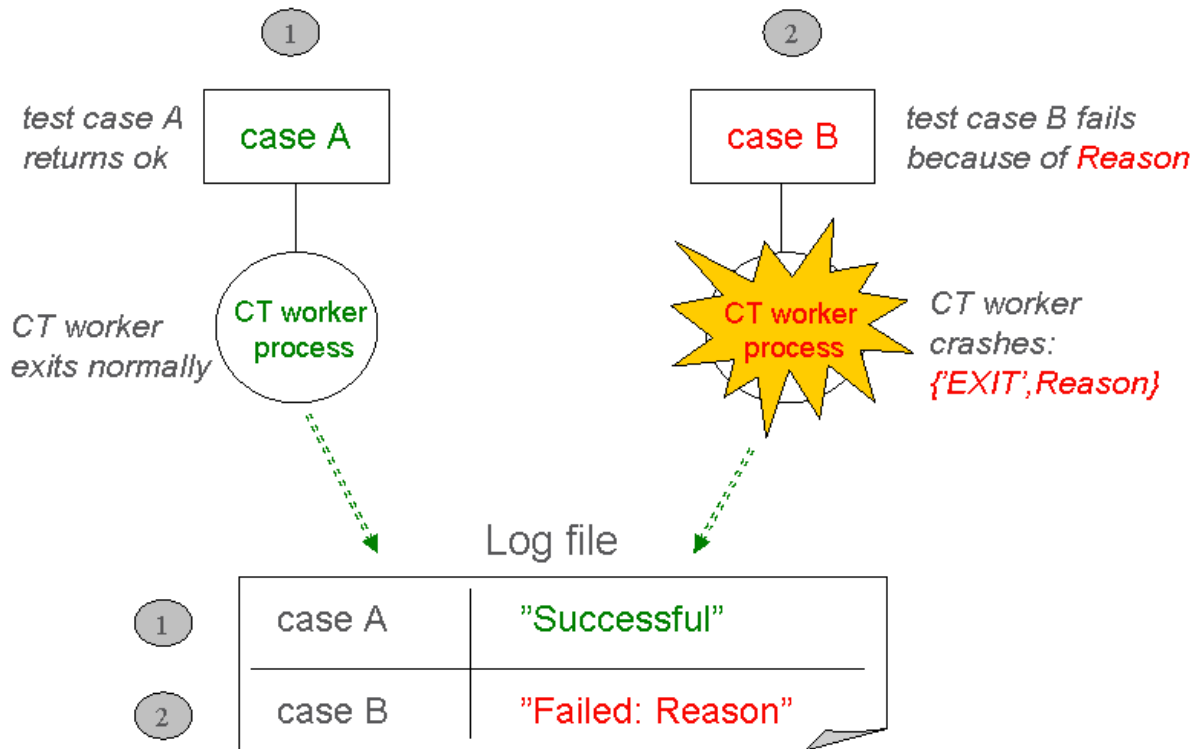 1
2
test case A
returns ok
case A
case B
test case B fails
because of Reason
CT worker
exits normally
CT worker
process
CT worker
process
CT worker
crashes:
{'EXIT',Reason}
Log file
1
case A
”Successful”
2
case B
”Failed: Reason”